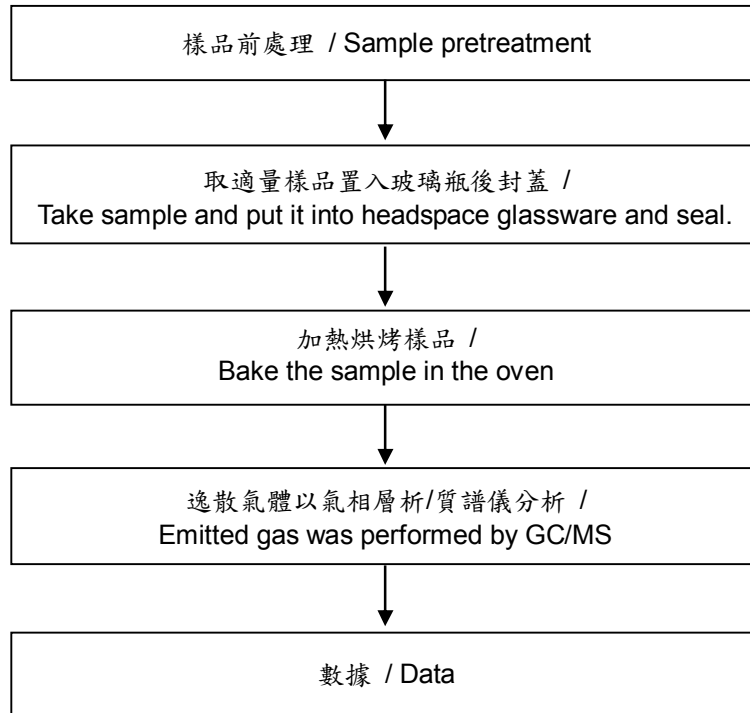 樣品前處理 / Sample pretreatment
取適量樣品置入玻璃瓶後封蓋 /
Take sample and put it into headspace glassware and seal.
加熱烘烤樣品 /
Bake the sample in the oven
逸散氣體以氣相層析/質譜儀分析 /
Emitted gas was performed by GC/MS
數據 / Data